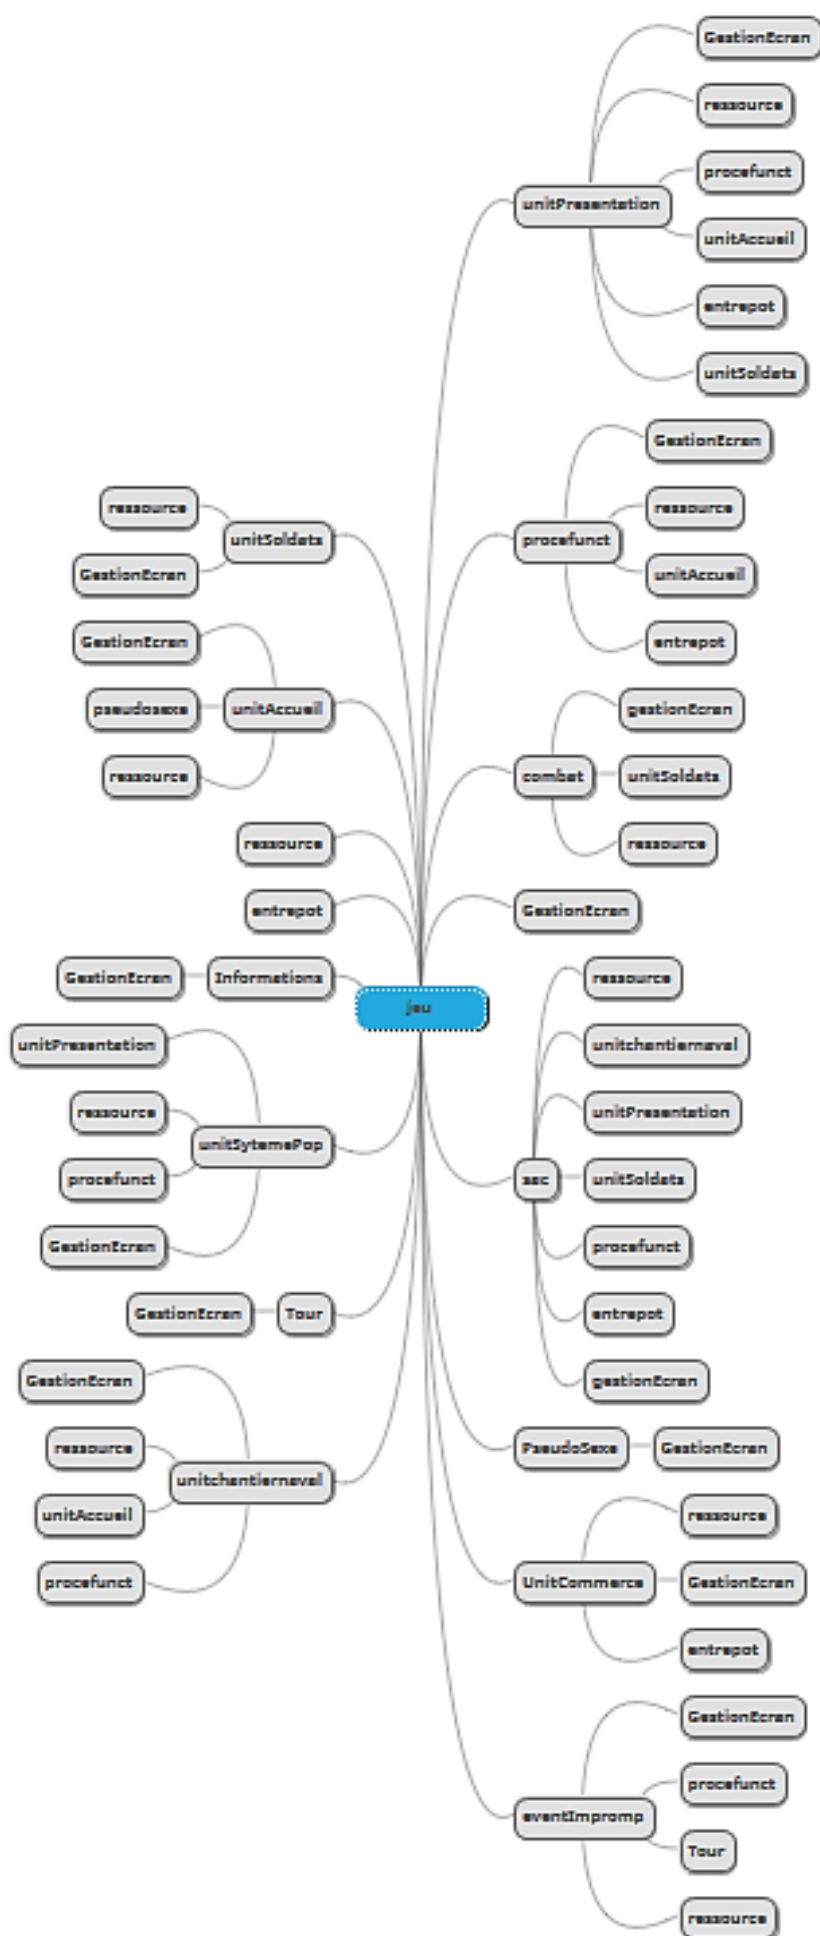 GestionEcran
ressource
procefunct
unitPresentation
unitAccueil
entrepot
unitSoldats
GestionEcran
ressource
procefunct
unitAccueil
entrepot
gestionEcran
combat
unitSoldats
ressource
GestionEcran
ressource
unitchantiernaval
unitPresentation
sac
unitSoldats
procefunct
entrepot
gestionEcran
PseudoSexe
GestionEcran
ressource
UnitCommerce
GestionEcran
entrepot
GestionEcran
procefunct
eventImpromp
Tour
ressource
jeu
ressource
unitSoldats
GestionEcran
GestionEcran
pseudosexe
unitAccueil
ressource
ressource
entrepot
GestionEcran
Informations
unitPresentation
ressource
unitSytemePop
procefunct
GestionEcran
GestionEcran
Tour
GestionEcran
ressource
unitchantiernaval
unitAccueil
procefunct